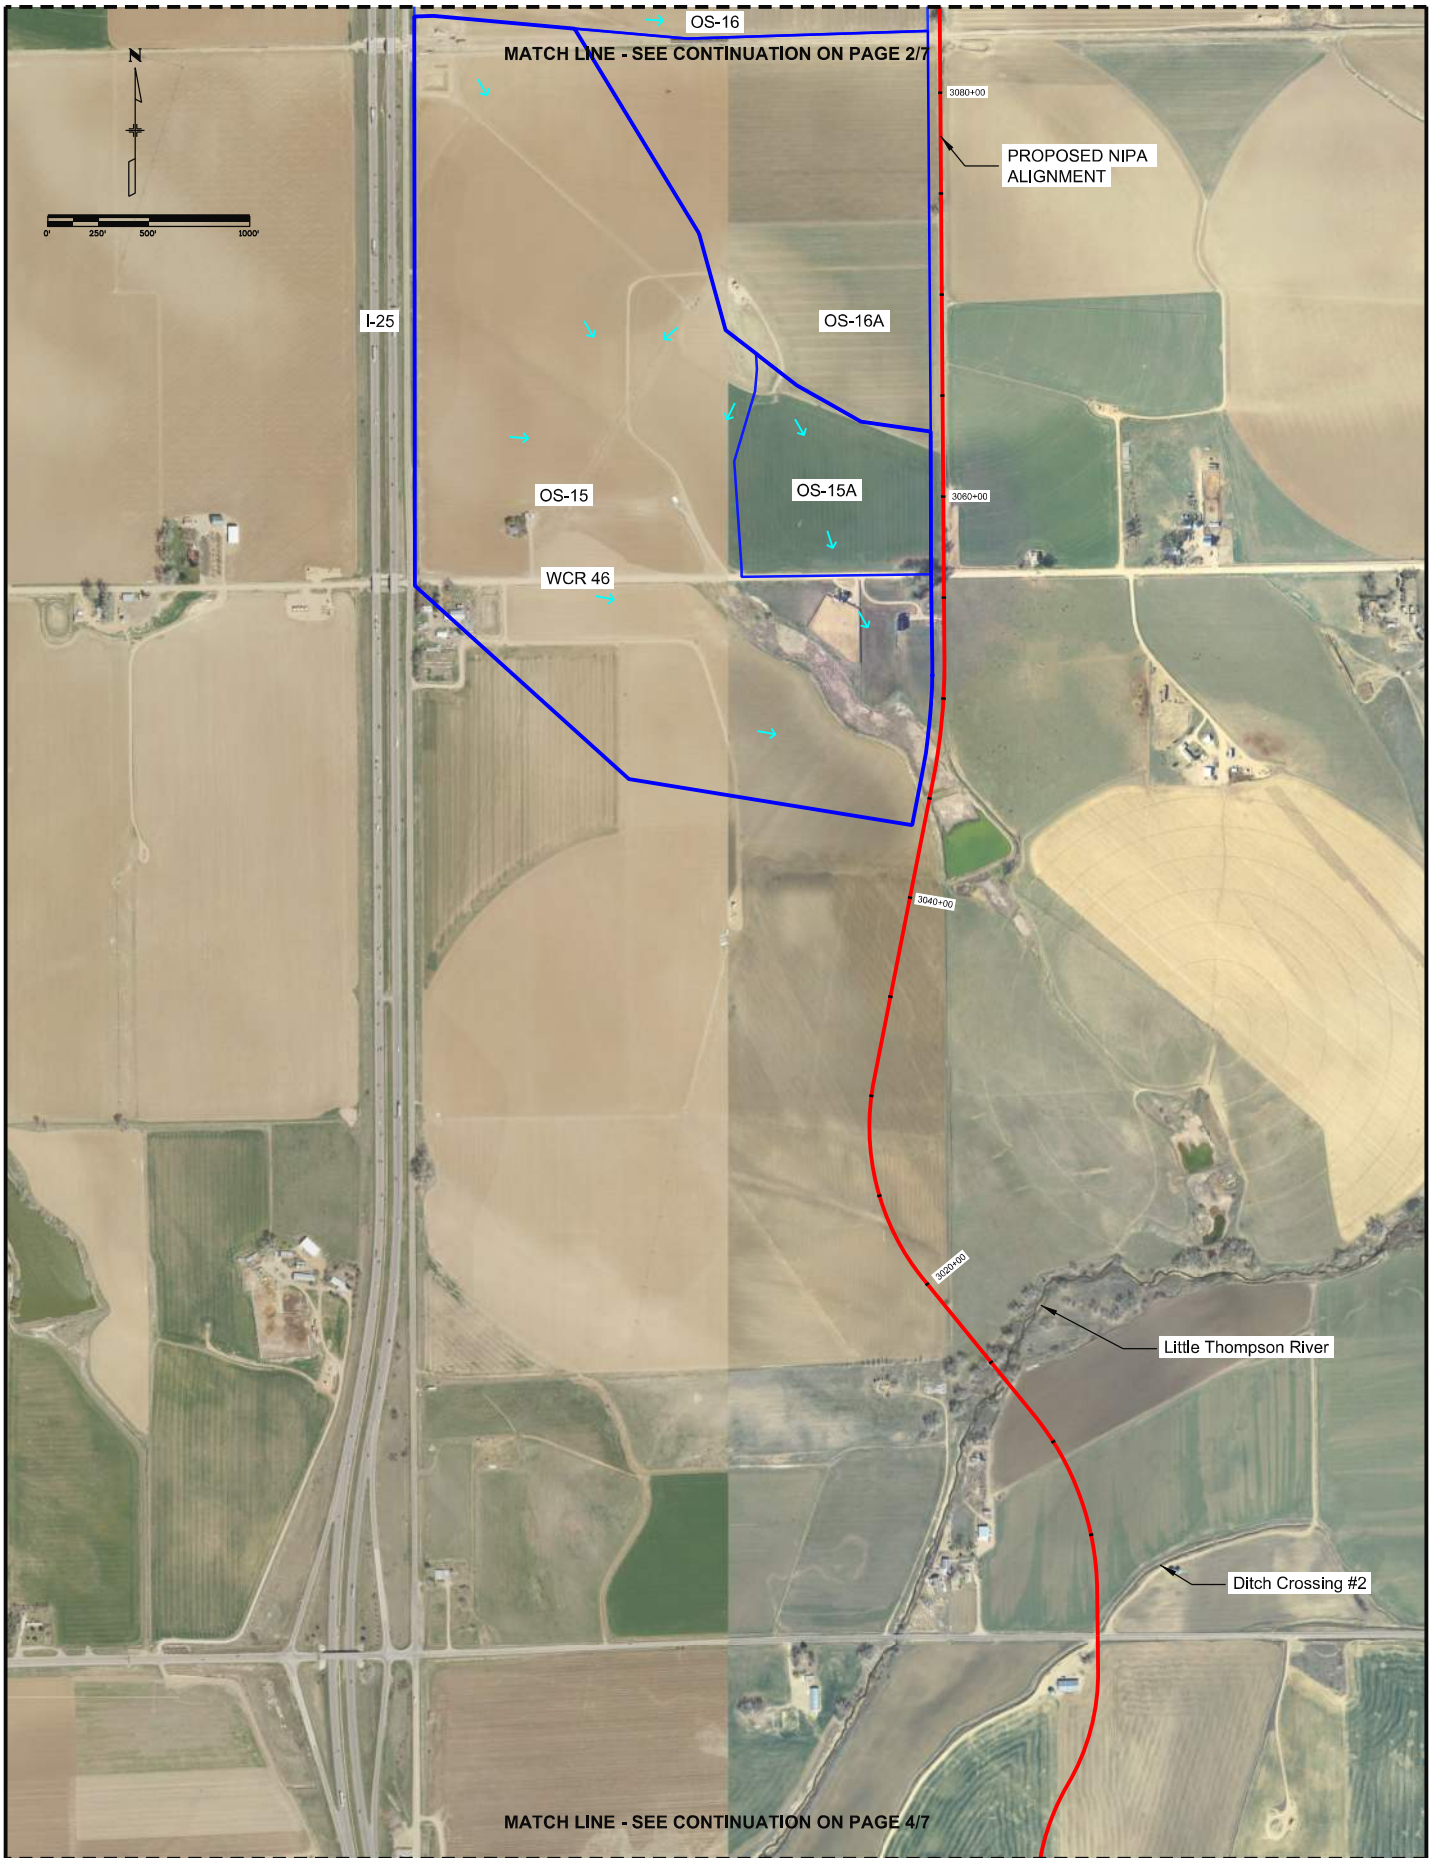 OS-16
MATCH LINE - SEE CONTINUATION ON PAGE 2/7
N
3080+00
PROPOSED NIPA
ALIGNMENT
0' 250' 500' 1000'
I-25
OS-16A
OS-15
OS-15A
3060+00
WCR 46
3040+00
3020+00
Little Thompson River
Ditch Crossing #2
MATCH LINE - SEE CONTINUATION ON PAGE 4/7